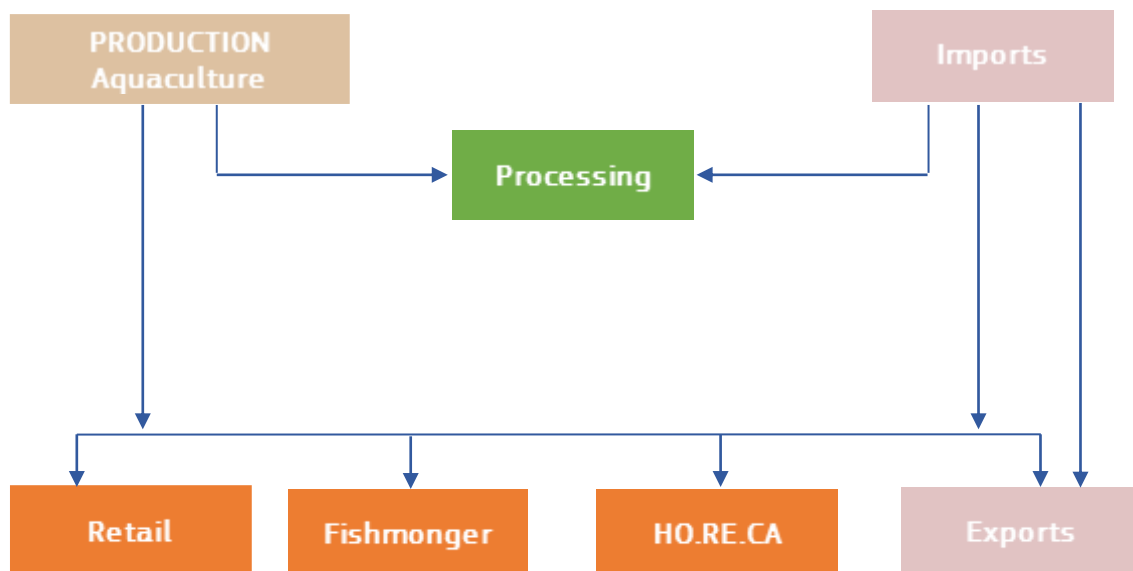 PRODUCTION
Aquaculture
Imports
Processing
Retail
Fishmonger
HO.RE.CA
Exports